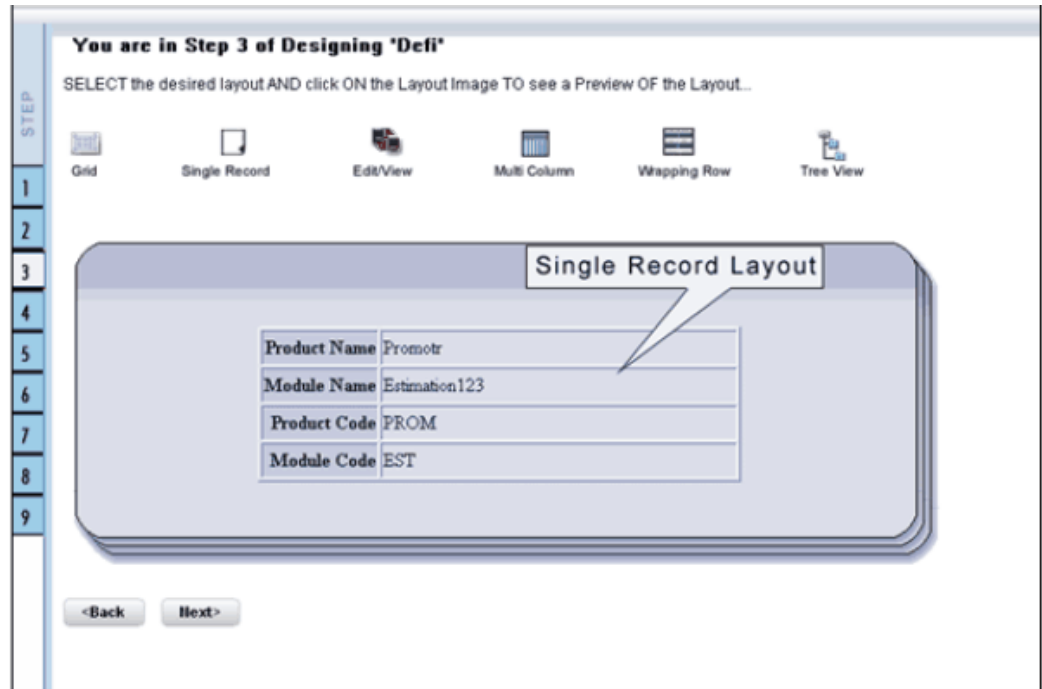 You are in Step 3 of Designing "Defi"
SELECT the desired layout AND click ON the Layout Image TO see a Preview OF the Layout...
STEP
Grid
Single Record
Edit/View
Multi Column
Wrapping Row
Tree View
1
2
3
4
5
6
7
8
9
Single Record Layout
Product Name Promotr
Module Name Estimation123
Product Code PROM
Module Code EST
<Back
Next>